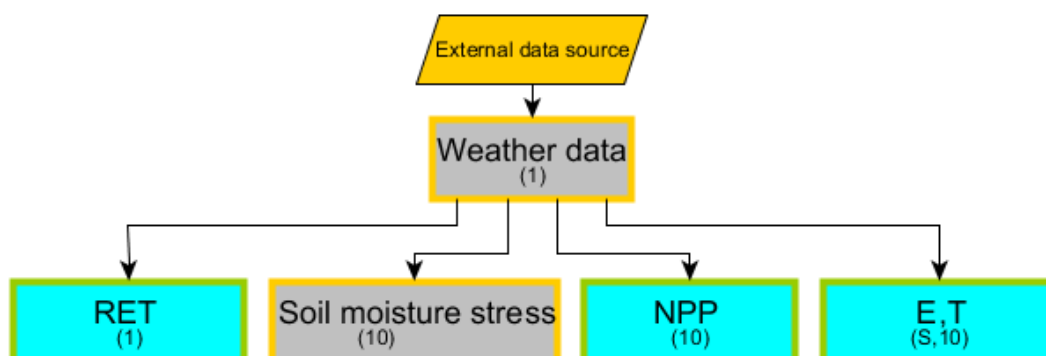 External data source
Weather data
(1)
RET
(1)
Soil moisture stress
(10)
NPP
(10)
E,T
(S,10)